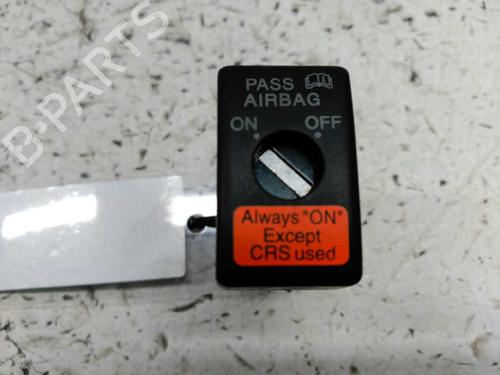 B-PARTS
PASS
AIRBAG
ON OFF
Always "ON"
Except
CRS used